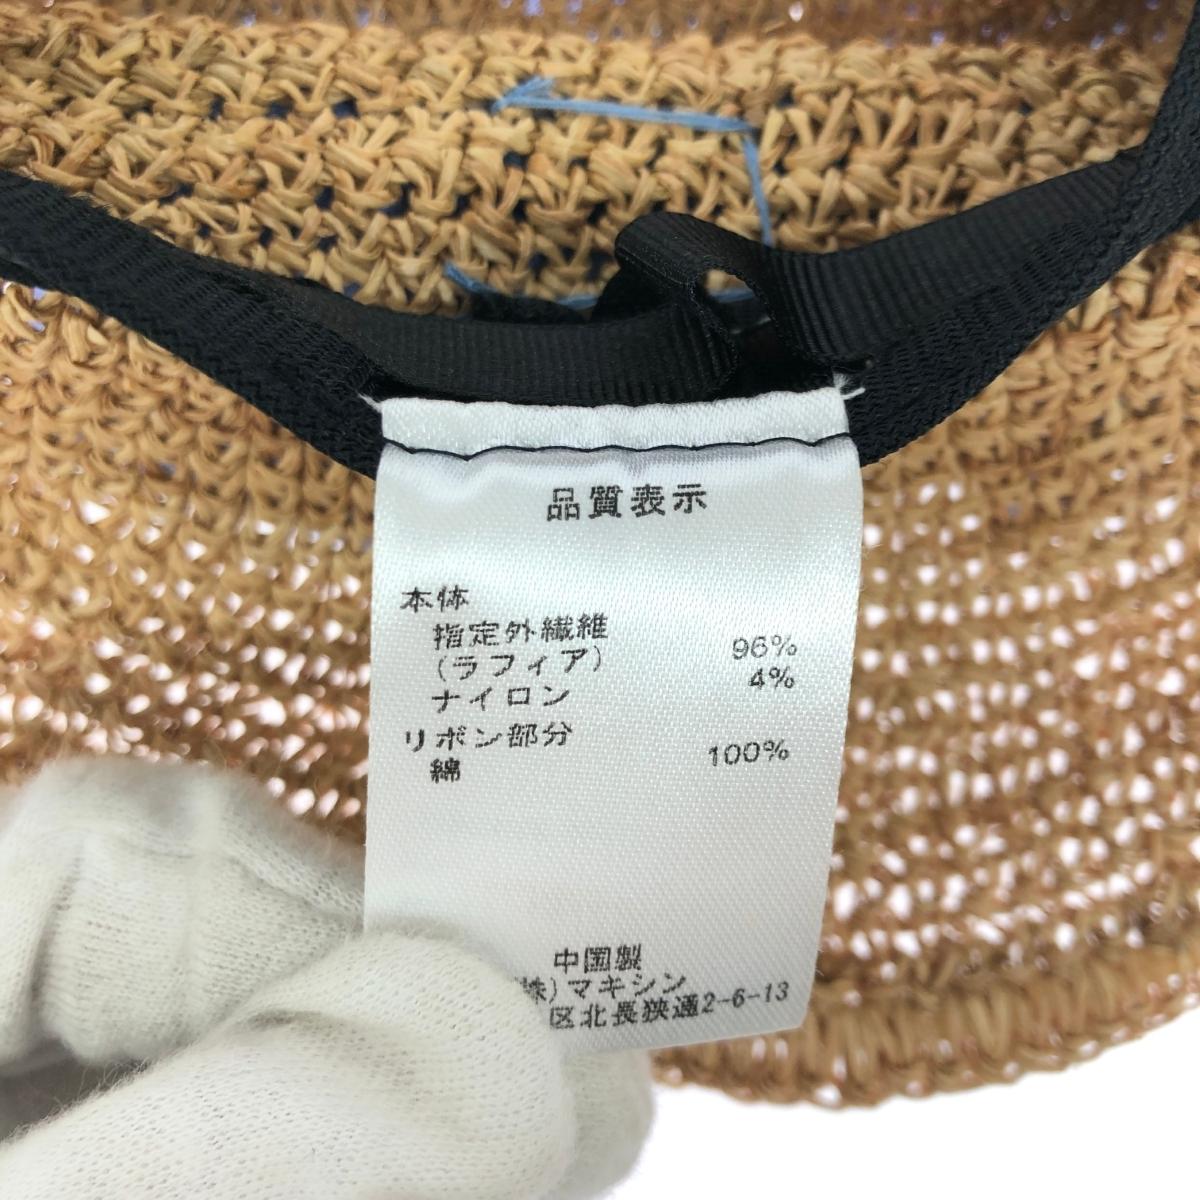 品質表示
本体
指定外繊維 96%
(ラフィア)
ナイロン 4%
リボン部分
綿 100%
中国製
株)マキシン
区北長狭通2-6-13